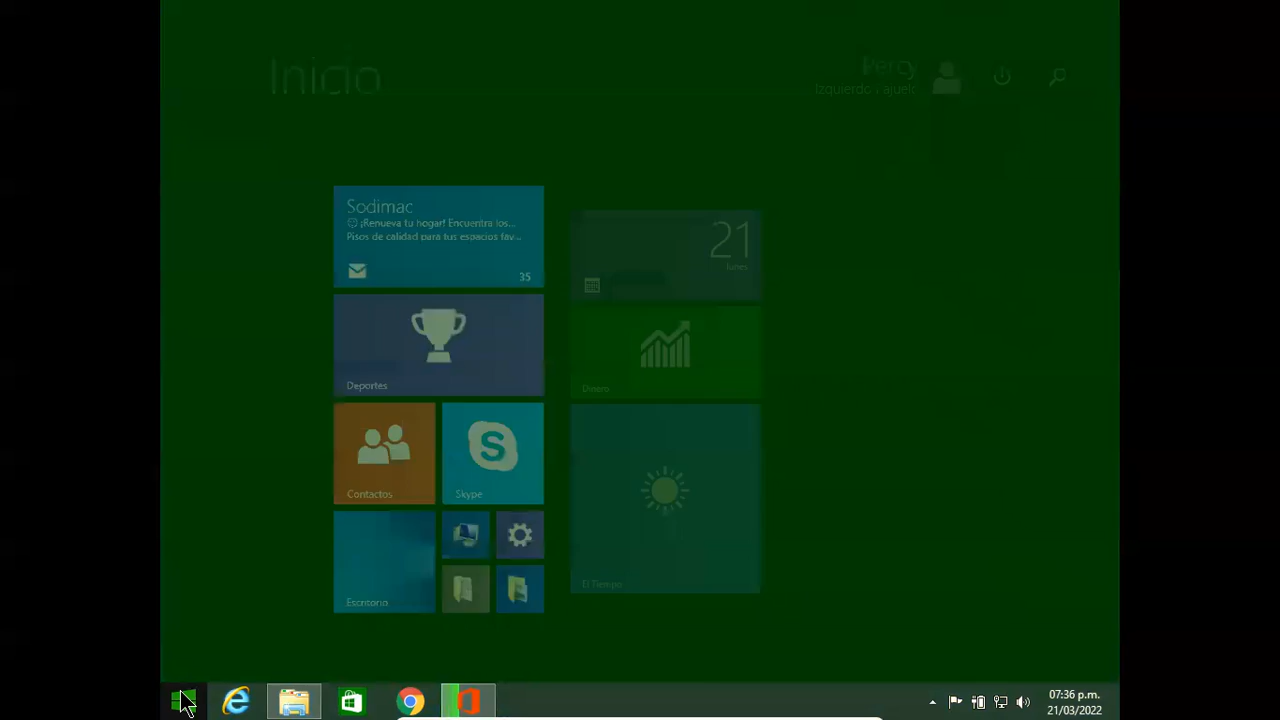 Inicio
Percy
Izquierdo
Sodimac
¡Renueva tu hogar! Encuentra los...
Pisos de calidad para tus espacios fav...
35
21
lunes
Deportes
Dinero
Contactos
Skype
Escritorio
El Tiempo
07:36 p.m.
21/03/2022